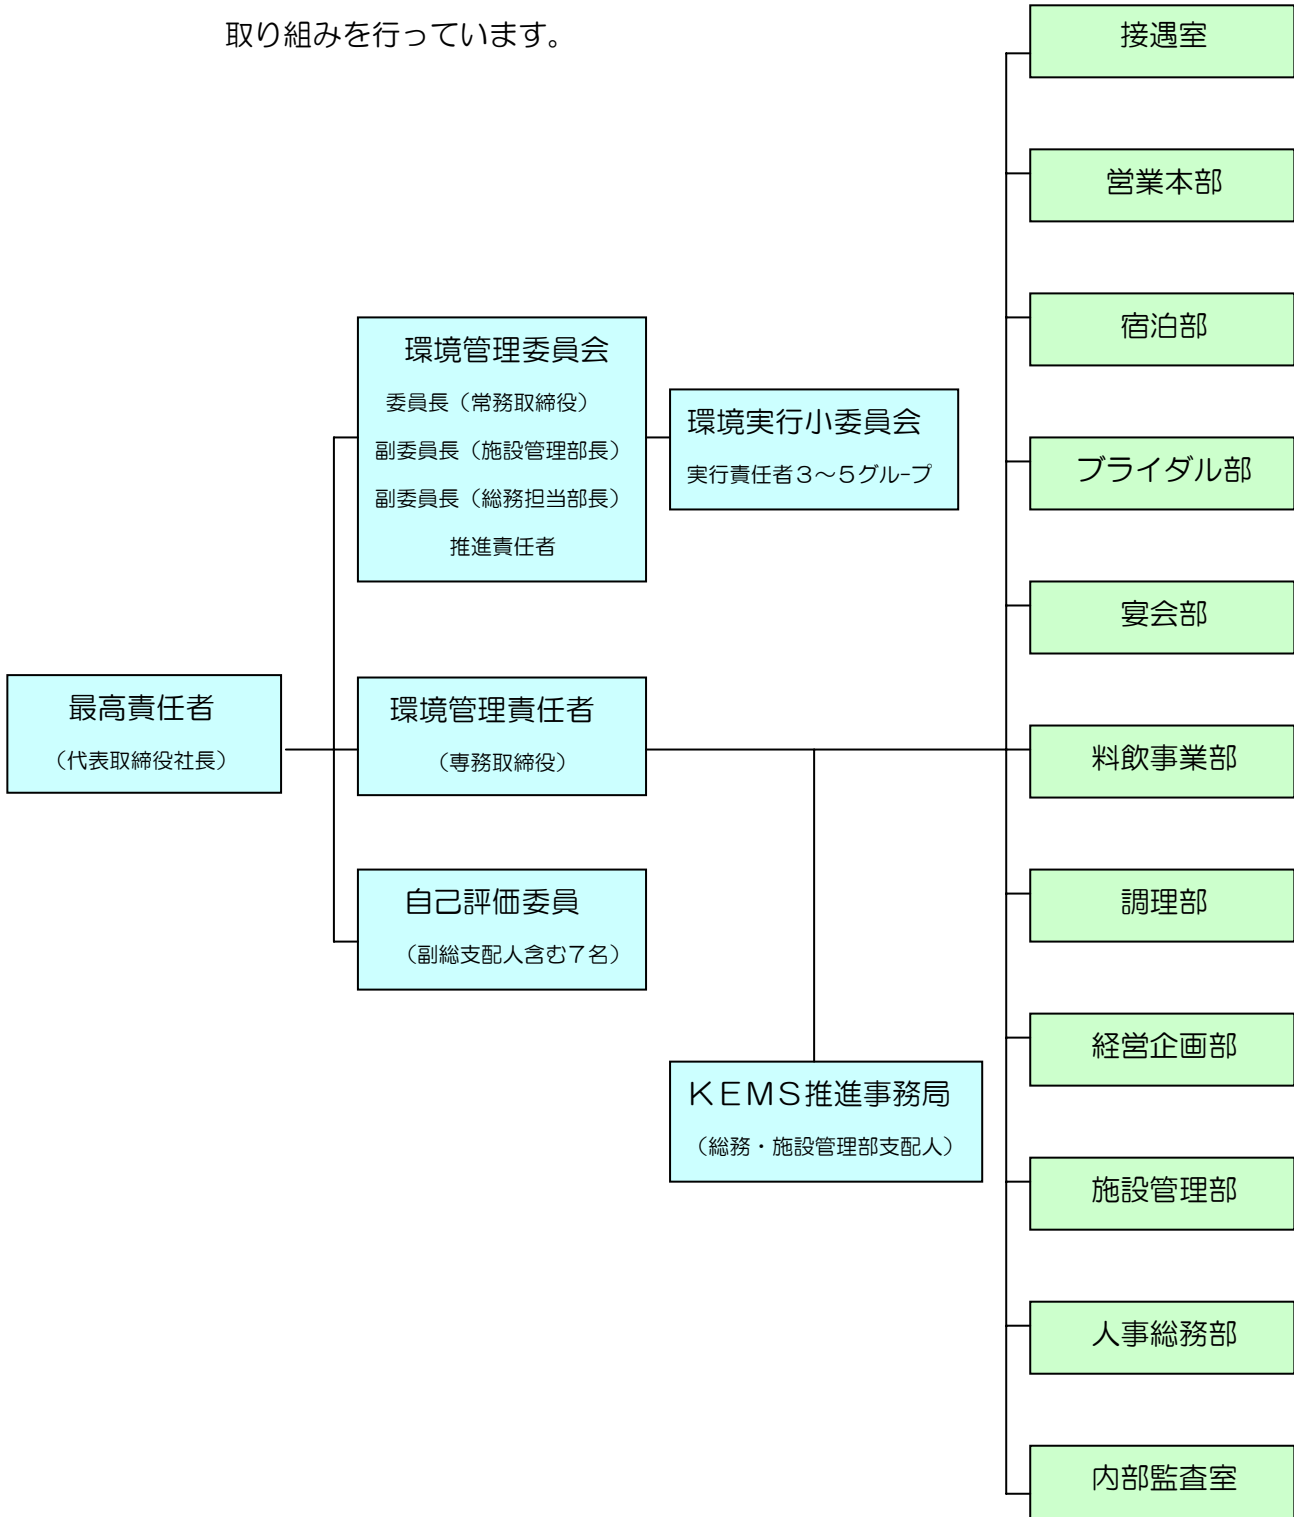 取り組みを行っています。
最高責任者
（代表取締役社長）
環境管理委員会
委員長（常務取締役）
副委員長（施設管理部長）
副委員長（総務担当部長）
推進責任者
環境実行小委員会
実行責任者３～５グループ
環境管理責任者
（専務取締役）
自己評価委員
（副総支配人含む７名）
ＫＥＭＳ推進事務局
（総務・施設管理部支配人）
接遇室
営業本部
宿泊部
ブライダル部
宴会部
料飲事業部
調理部
経営企画部
施設管理部
人事総務部
内部監査室